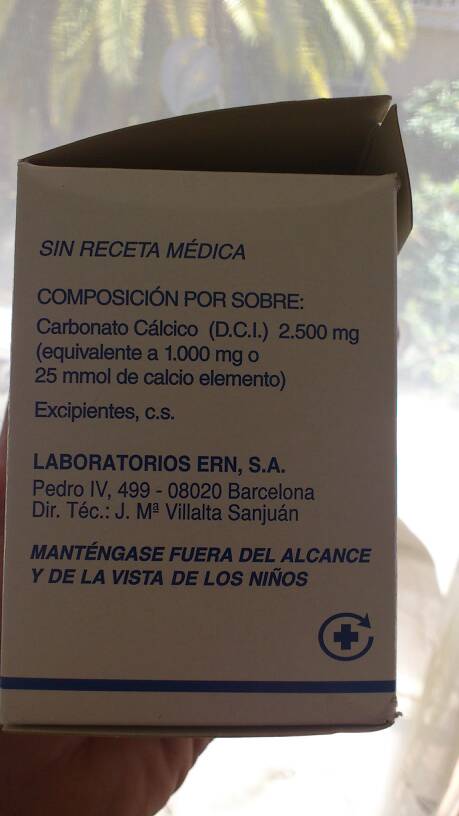 SIN RECETA MÉDICA
COMPOSICIÓN POR SOBRE:
Carbonato Cálcico (D.C.I.) 2.500 mg
(equivalente a 1.000 mg o
25 mmol de calcio elemento)
Excipientes, c.s.
LABORATORIOS ERN, S.A.
Pedro IV, 499 - 08020 Barcelona
Dir. Téc.: J. Mª Villalta Sanjuán
MANTÉNGASE FUERA DEL ALCANCE
Y DE LA VISTA DE LOS NIÑOS